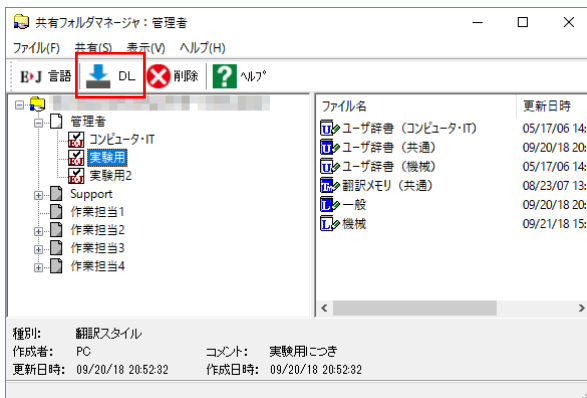 共有フォルダマネージャ：管理者
ファイル(F) 共有(S) 表示(V) ヘルプ(H)
E▶J 言語 DL 削除 ? ヘルプ
管理者
コンピュータ・IT
実験用
実験用2
Support
作業担当1
作業担当2
作業担当3
作業担当4
ファイル名 更新日時
ユーザ辞書（コンピュータ・IT） 05/17/06 14:
ユーザ辞書（共通） 09/20/18 20:
ユーザ辞書（機械） 05/17/06 14:
翻訳メモリ（共通） 08/23/07 13:
一般 09/20/18 20:
機械 09/21/18 15:
種別: 翻訳スタイル
作成者: PC コメント: 実験用につき
更新日時: 09/20/18 20:52:32 作成日時: 09/20/18 20:52:32